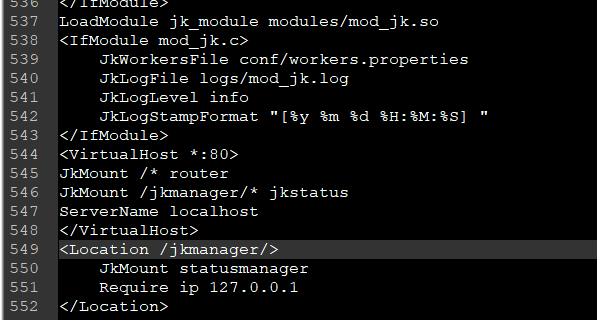 536 </IfModule>
537 LoadModule jk_module modules/mod_jk.so
538 <IfModule mod_jk.c>
539     JkWorkersFile conf/workers.properties
540     JkLogFile logs/mod_jk.log
541     JkLogLevel info
542     JkLogStampFormat "[%y %m %d %H:%M:%S] "
543 </IfModule>
544 <VirtualHost *:80>
545 JkMount /* router
546 JkMount /jkmanager/* jkstatus
547 ServerName localhost
548 </VirtualHost>
549 <Location /jkmanager/>
550     JkMount statusmanager
551     Require ip 127.0.0.1
552 </Location>